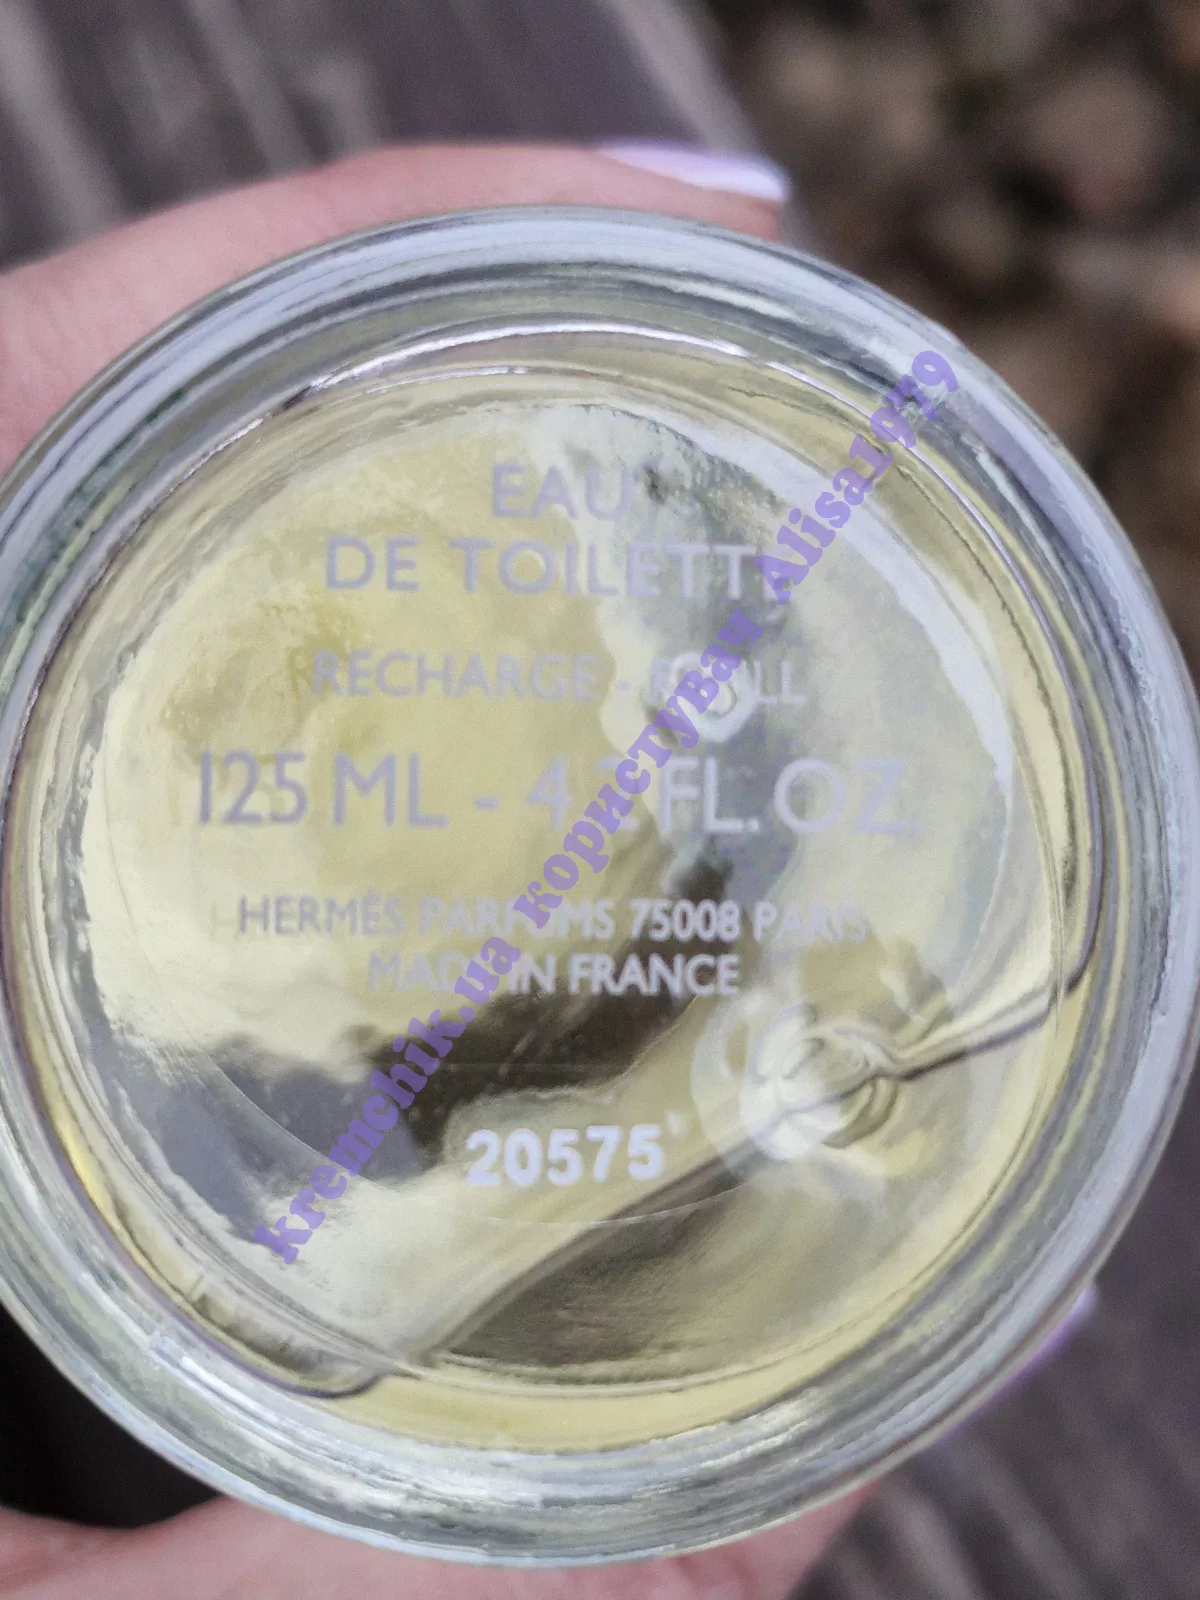 EAU
DE TOILETTE
RECHARGE - REFILL
125 ML - 4.2 FL. OZ.
HERMÈS PARFUMS 75008 PARIS
MADE IN FRANCE
20575
kremchik.ua користувач Alisa1979